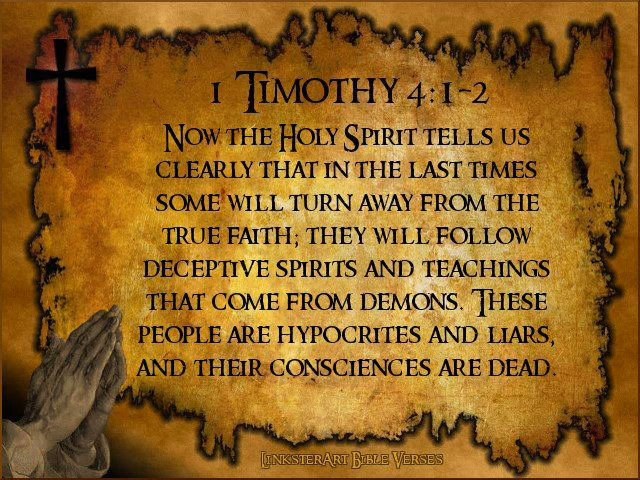 1 Timothy 4:1-2
Now the Holy Spirit tells us
clearly that in the last times
some will turn away from the
true faith; they will follow
deceptive spirits and teachings
that come from demons. These
people are hypocrites and liars,
and their consciences are dead.
LinksterArt Bible Verses